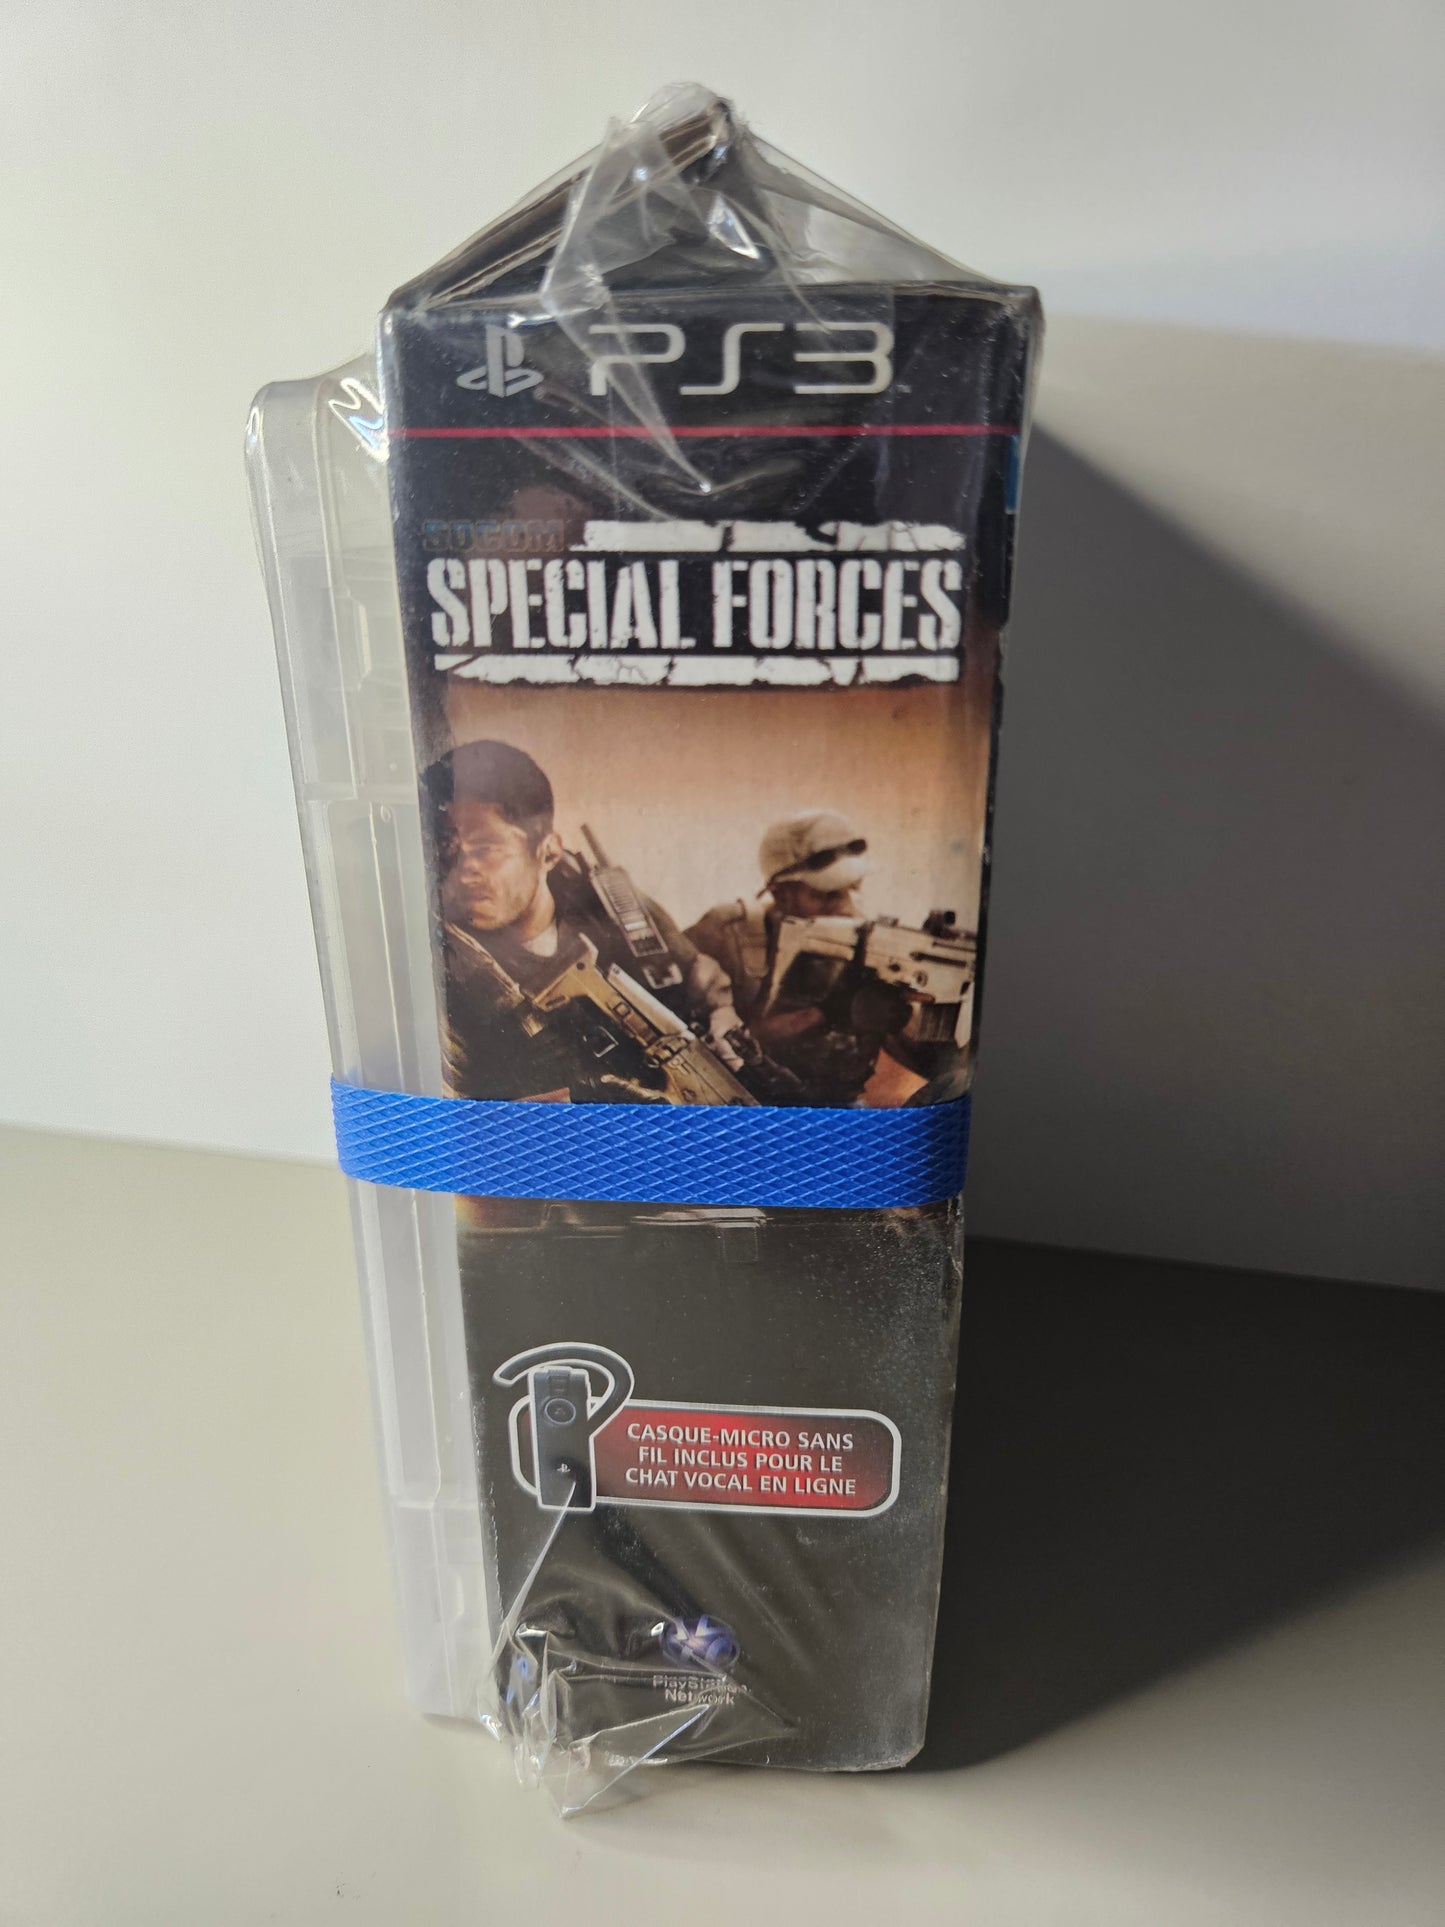 PS3
SOCOM
SPECIAL FORCES
CASQUE-MICRO SANS
FIL INCLUS POUR LE
CHAT VOCAL EN LIGNE
PlayStation
Network